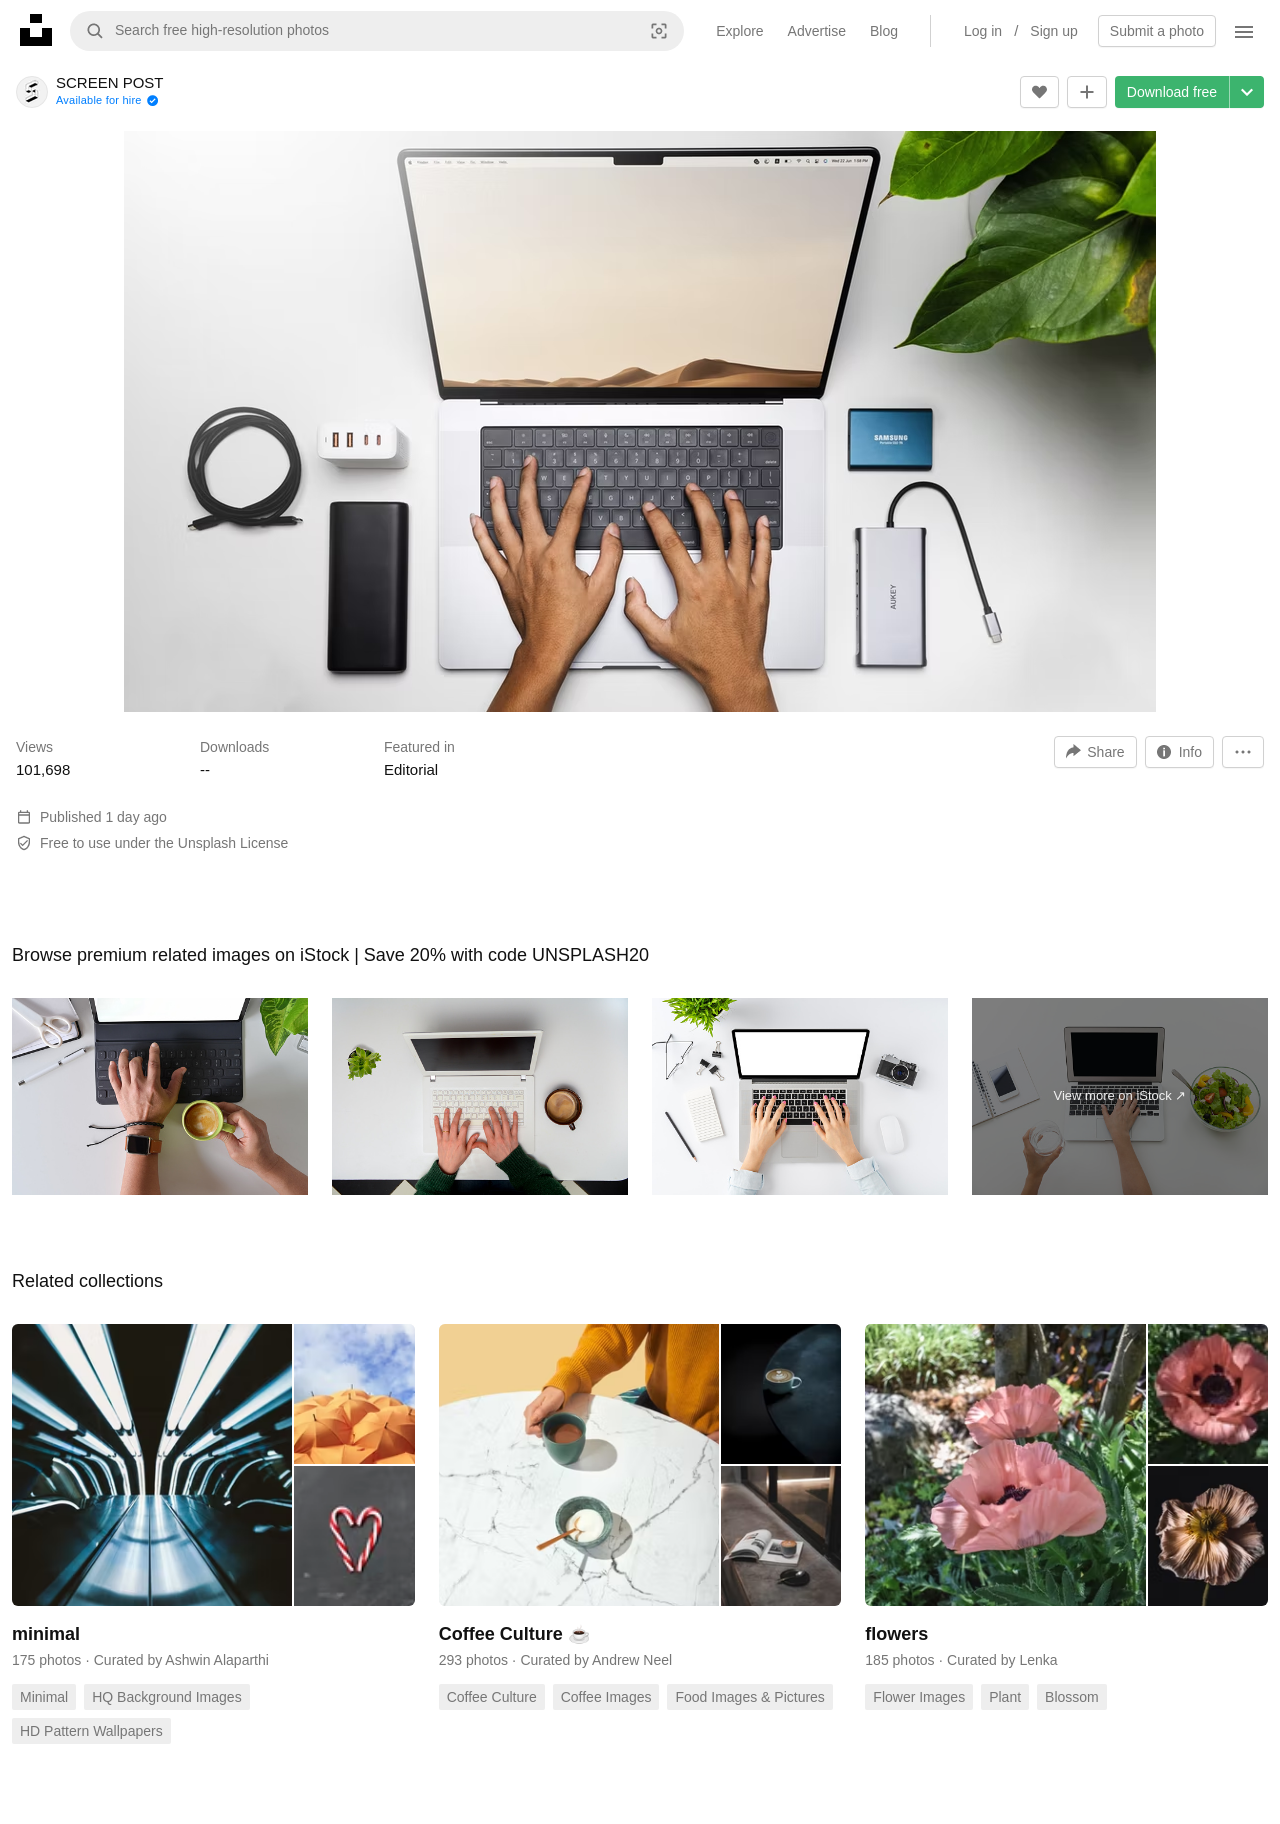 Search free high-resolution photos
Explore
Advertise
Blog
Log in / Sign up
Submit a photo
SCREEN POST
Available for hire
Download free
SAMSUNG
AUKEY
Views
101,698
Downloads
--
Featured in
Editorial
Share
Info
Published 1 day ago
Free to use under the Unsplash License
Browse premium related images on iStock | Save 20% with code UNSPLASH20
View more on iStock ↗
Related collections
minimal
175 photos · Curated by Ashwin Alaparthi
Minimal
HQ Background Images
HD Pattern Wallpapers
Coffee Culture ☕
293 photos · Curated by Andrew Neel
Coffee Culture
Coffee Images
Food Images & Pictures
flowers
185 photos · Curated by Lenka
Flower Images
Plant
Blossom